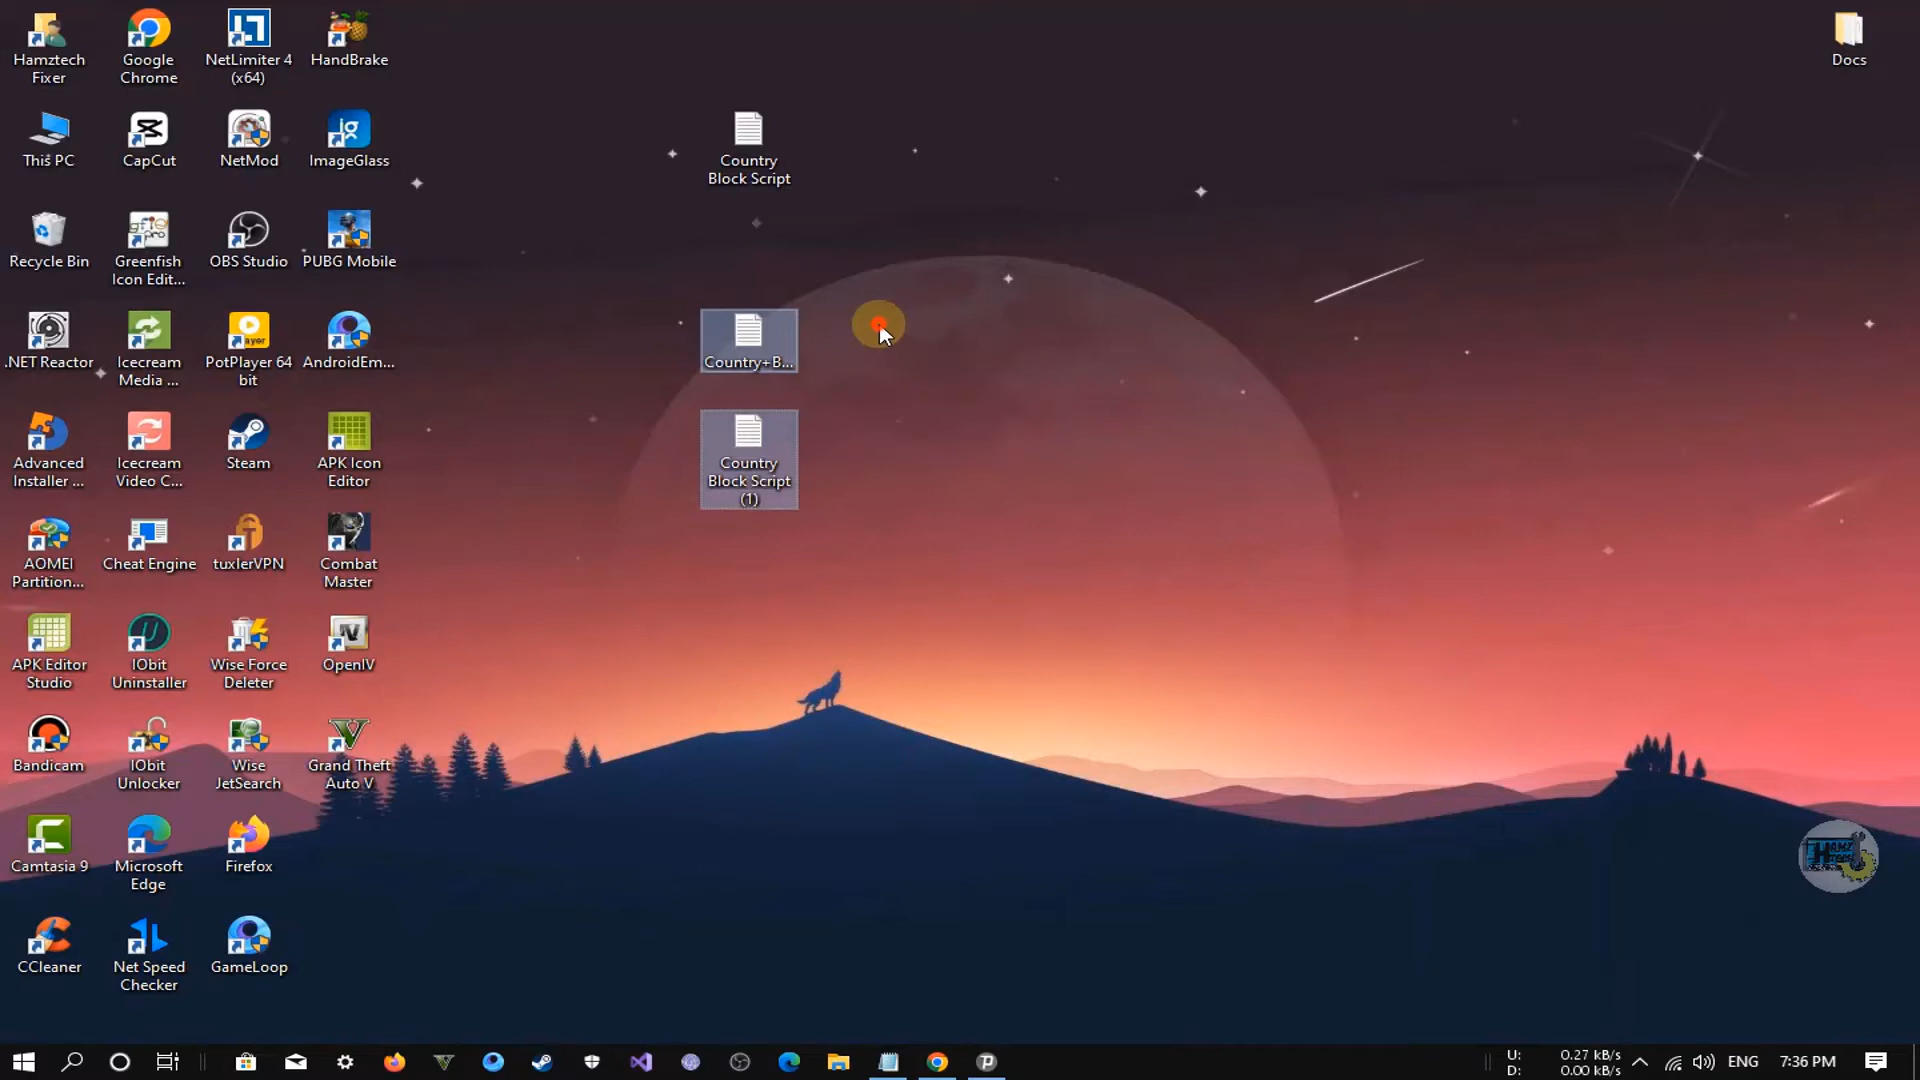 Hamztech
Fixer
Google
Chrome
NetLimiter 4
(x64)
HandBrake
Docs
This PC
CapCut
NetMod
ImageGlass
Country
Block Script
Recycle Bin
Greenfish
Icon Edit...
OBS Studio
PUBG Mobile
.NET Reactor
Icecream
Media ...
PotPlayer 64
bit
AndroidEm...
Country+B...
Advanced
Installer ...
Icecream
Video C...
Steam
APK Icon
Editor
Country
Block Script
(1)
AOMEI
Partition...
Cheat Engine
tuxlerVPN
Combat
Master
APK Editor
Studio
IObit
Uninstaller
Wise Force
Deleter
OpenIV
Bandicam
IObit
Unlocker
Wise
JetSearch
Grand Theft
Auto V
Camtasia 9
Microsoft
Edge
Firefox
CCleaner
Net Speed
Checker
GameLoop
U: 0.27 kB/s
D: 0.00 kB/s
ENG
7:36 PM